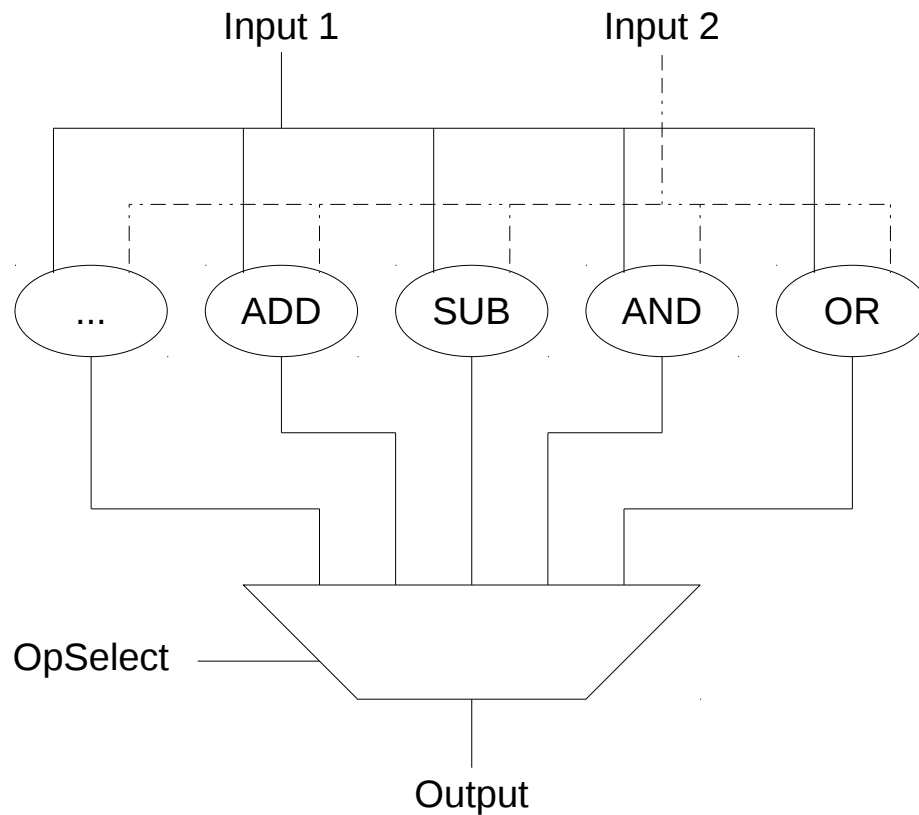 Input 1
Input 2
...
ADD
SUB
AND
OR
OpSelect
Output